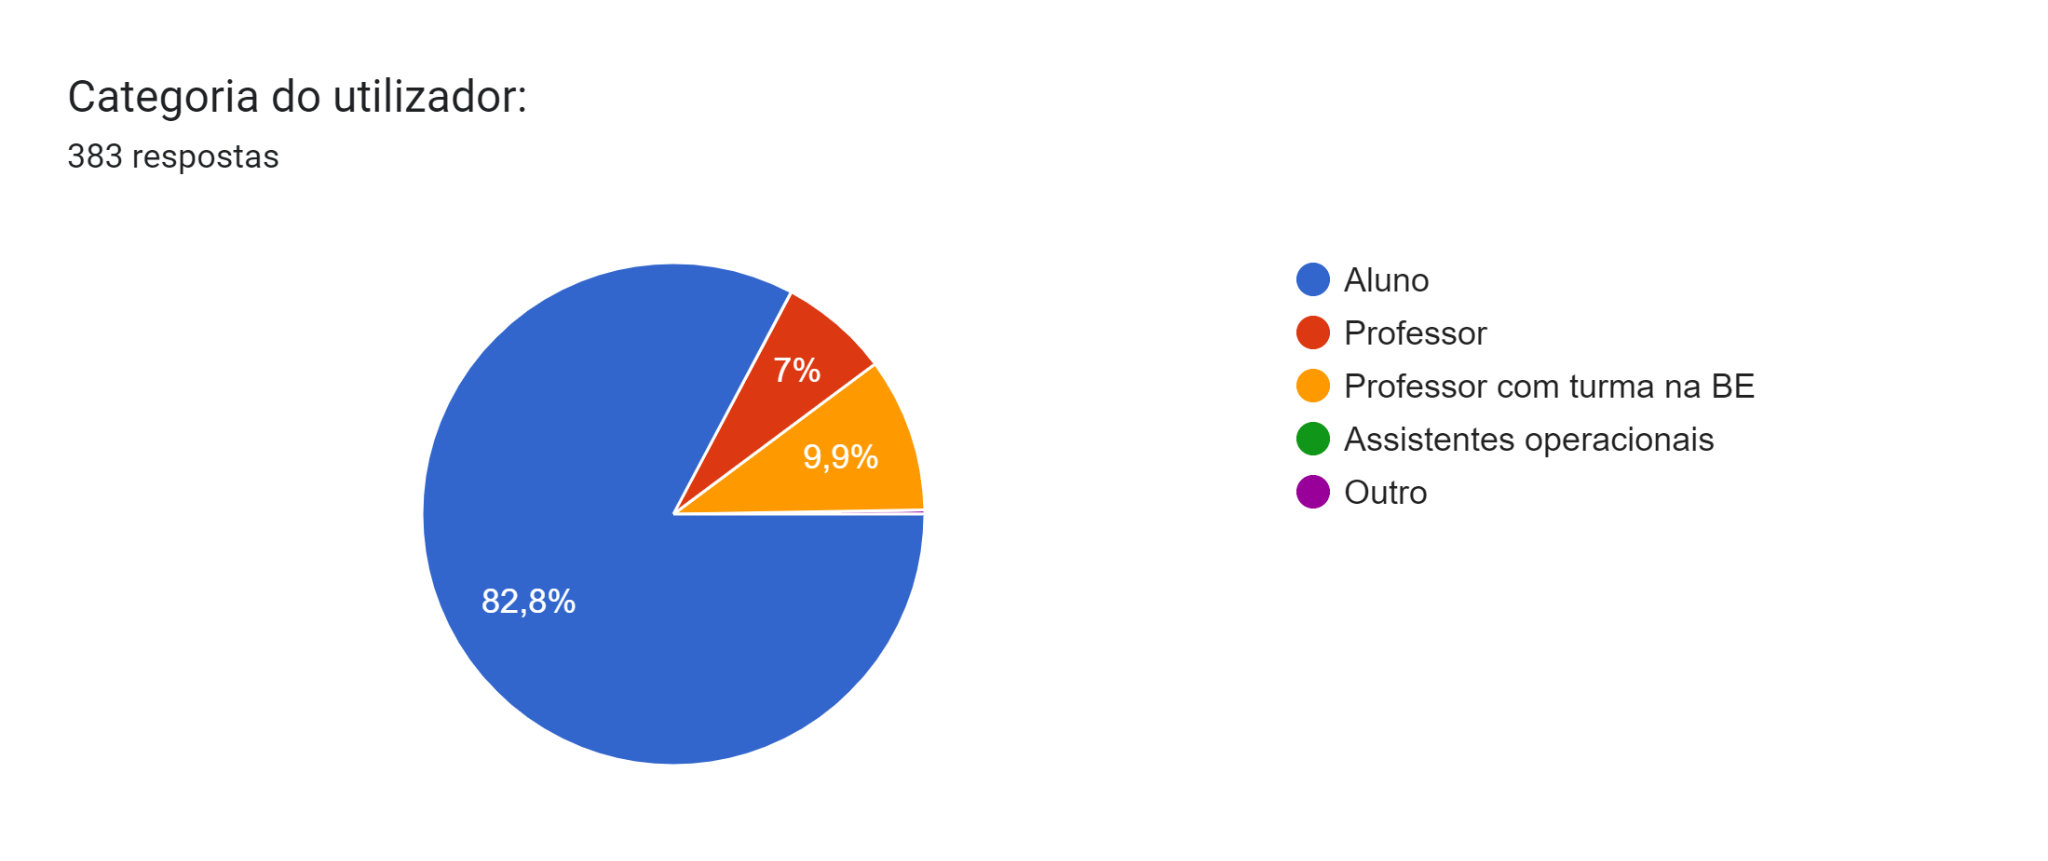 Categoria do utilizador:
383 respostas
7%
9,9%
82,8%
Aluno
Professor
Professor com turma na BE
Assistentes operacionais
Outro